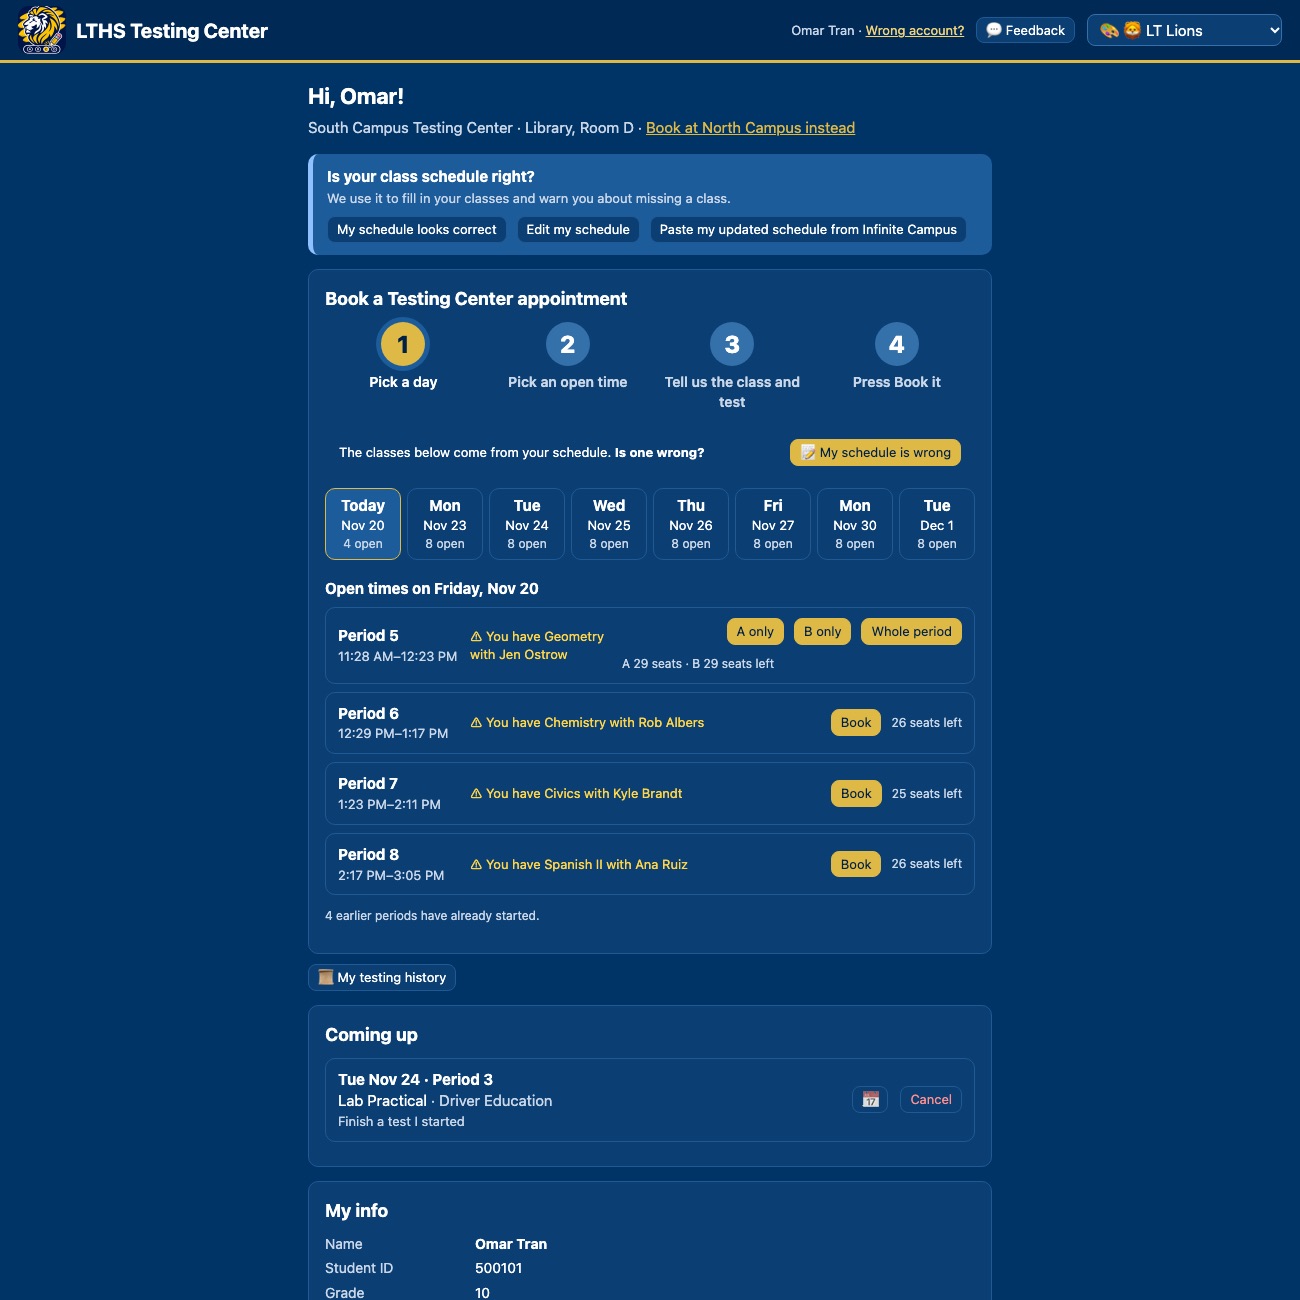 LTHS Testing Center
Omar Tran · Wrong account?
Feedback
LT Lions
Hi, Omar!
South Campus Testing Center · Library, Room D · Book at North Campus instead
Is your class schedule right?
We use it to fill in your classes and warn you about missing a class.
My schedule looks correct
Edit my schedule
Paste my updated schedule from Infinite Campus
Book a Testing Center appointment
1
Pick a day
2
Pick an open time
3
Tell us the class and
test
4
Press Book it
The classes below come from your schedule. Is one wrong?
My schedule is wrong
Today
Nov 20
4 open
Mon
Nov 23
8 open
Tue
Nov 24
8 open
Wed
Nov 25
8 open
Thu
Nov 26
8 open
Fri
Nov 27
8 open
Mon
Nov 30
8 open
Tue
Dec 1
8 open
Open times on Friday, Nov 20
Period 5
11:28 AM–12:23 PM
⚠ You have Geometry
with Jen Ostrow
A only
B only
Whole period
A 29 seats · B 29 seats left
Period 6
12:29 PM–1:17 PM
⚠ You have Chemistry with Rob Albers
Book
26 seats left
Period 7
1:23 PM–2:11 PM
⚠ You have Civics with Kyle Brandt
Book
25 seats left
Period 8
2:17 PM–3:05 PM
⚠ You have Spanish II with Ana Ruiz
Book
26 seats left
4 earlier periods have already started.
My testing history
Coming up
Tue Nov 24 · Period 3
Lab Practical · Driver Education
Finish a test I started
17
Cancel
My info
Name
Omar Tran
Student ID
500101
Grade
10